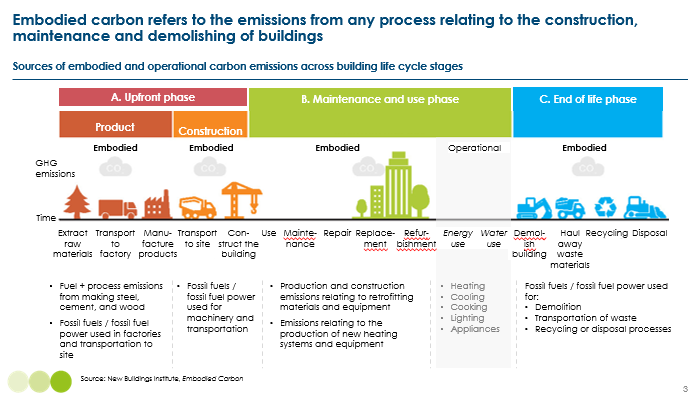 Embodied carbon refers to the emissions from any process relating to the construction,
maintenance and demolishing of buildings
Sources of embodied and operational carbon emissions across building life cycle stages
A. Upfront phase
B. Maintenance and use phase
C. End of life phase
Product
Construction
Embodied
Embodied
Embodied
Operational
Embodied
GHG
emissions
CO
CO
CO
CO
Time
Extract
raw
materials
Transport
to
factory
Manu-
facture
products
Transport
to site
Con-
struct the
building
Use
Mainte-
nance
Repair
Replace-
ment
Refur-
bishment
Energy
use
Water
use
Demol-
ish
building
Haul
away
waste
materials
Recycling
Disposal
• Fuel + process emissions
from making steel,
cement, and wood
• Fossil fuels / fossil fuel
power used in factories
and transportation to
site
• Fossil fuels /
fossil fuel power
used for
machinery and
transportation
• Production and construction
emissions relating to retrofitting
materials and equipment
• Emissions relating to the
production of new heating
systems and equipment
• Heating
• Cooling
• Cooking
• Lighting
• Appliances
Fossil fuels / fossil fuel power used
for:
• Demolition
• Transportation of waste
• Recycling or disposal processes
Source: New Buildings Institute, Embodied Carbon
3